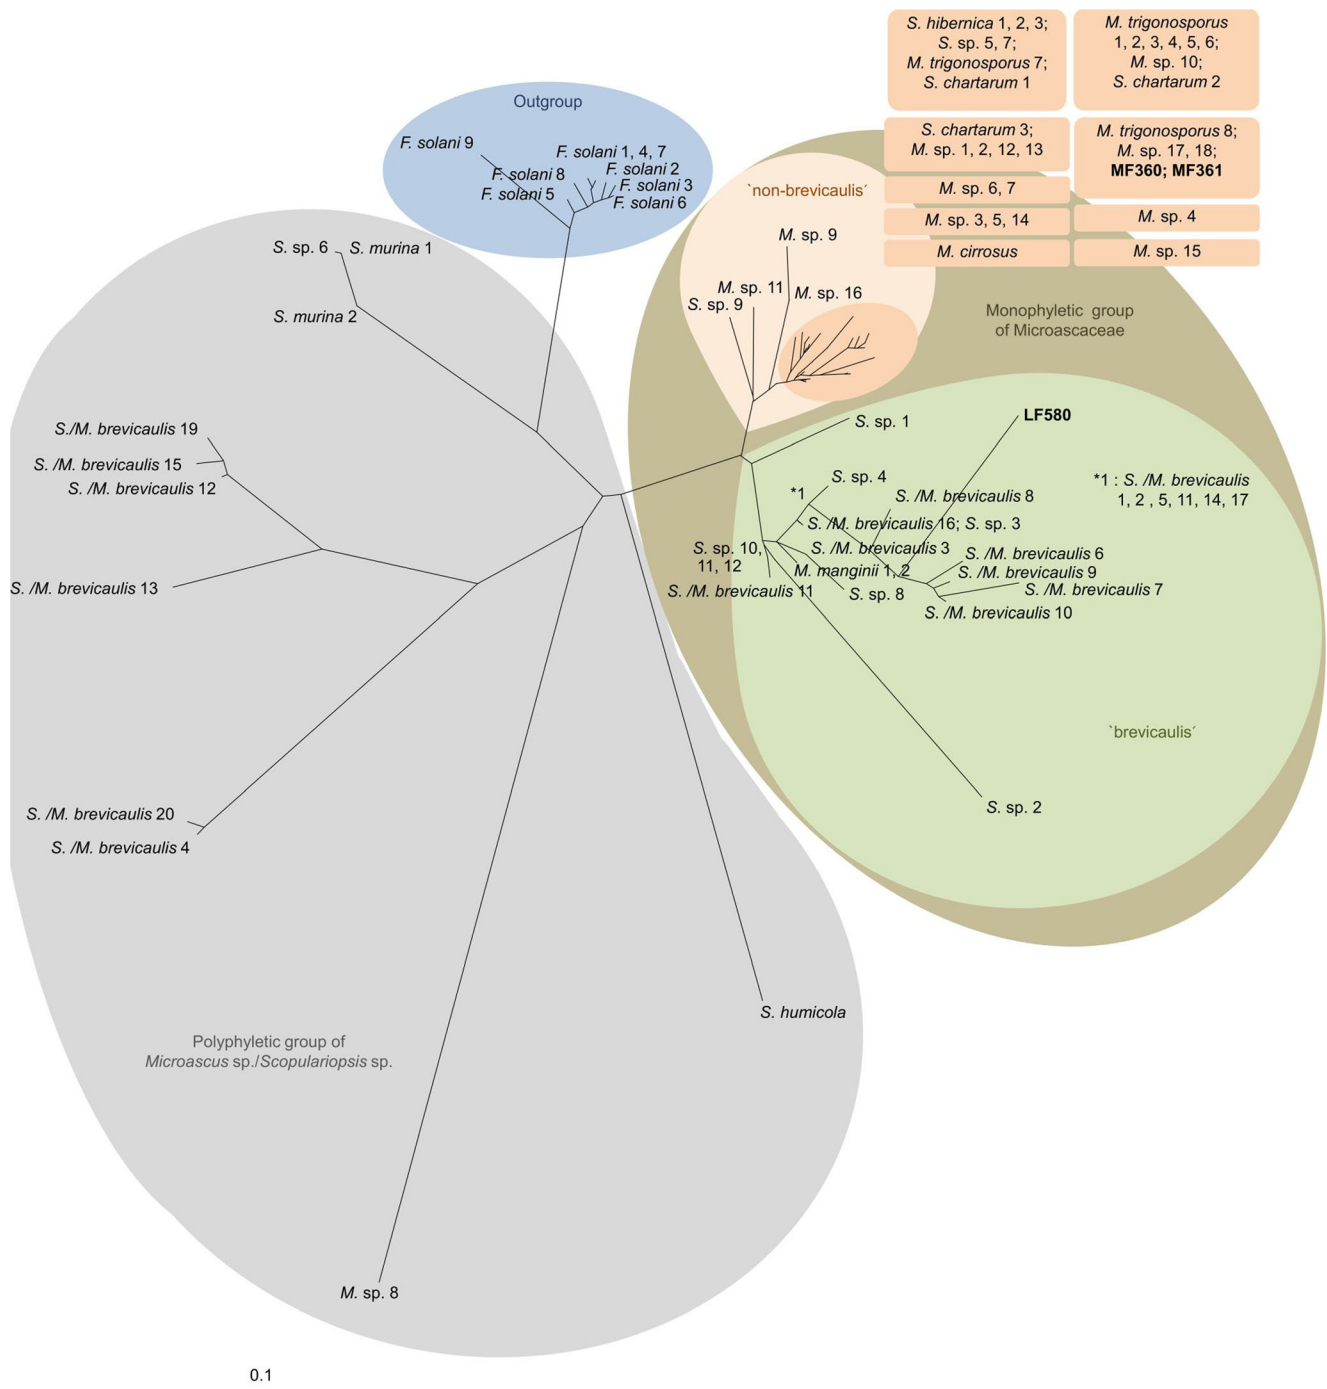 S. hibernica 1, 2, 3;
S. sp. 5, 7;
M. trigonosporus 7;
S. chartarum 1
M. trigonosporus
1, 2, 3, 4, 5, 6;
M. sp. 10;
S. chartarum 2
S. chartarum 3;
M. sp. 1, 2, 12, 13
M. trigonosporus 8;
M. sp. 17, 18;
MF360; MF361
M. sp. 6, 7
M. sp. 3, 5, 14
M. sp. 4
M. cirrosus
M. sp. 15
Outgroup
F. solani 9
F. solani 1, 4, 7
F. solani 8
F. solani 2
F. solani 5
F. solani 3
F. solani 6
`non-brevicaulis´
M. sp. 9
M. sp. 11
M. sp. 16
S. sp. 9
Monophyletic group
of Microascaceae
S. sp. 6
S. murina 1
S. murina 2
S./M. brevicaulis 19
S. /M. brevicaulis 15
S. /M. brevicaulis 12
S. /M. brevicaulis 13
S. /M. brevicaulis 20
S. /M. brevicaulis 4
S. sp. 1
LF580
S. sp. 4
*1
S. /M. brevicaulis 8
*1 : S. /M. brevicaulis
1, 2 , 5, 11, 14, 17
S. /M. brevicaulis 16; S. sp. 3
S. sp. 10,
11, 12
S. /M. brevicaulis 3
S. /M. brevicaulis 6
M. manginii 1, 2
S. /M. brevicaulis 9
S. /M. brevicaulis 11
S. sp. 8
S. /M. brevicaulis 7
S. /M. brevicaulis 10
`brevicaulis´
S. sp. 2
S. humicola
Polyphyletic group of
Microascus sp./Scopulariopsis sp.
M. sp. 8
0.1